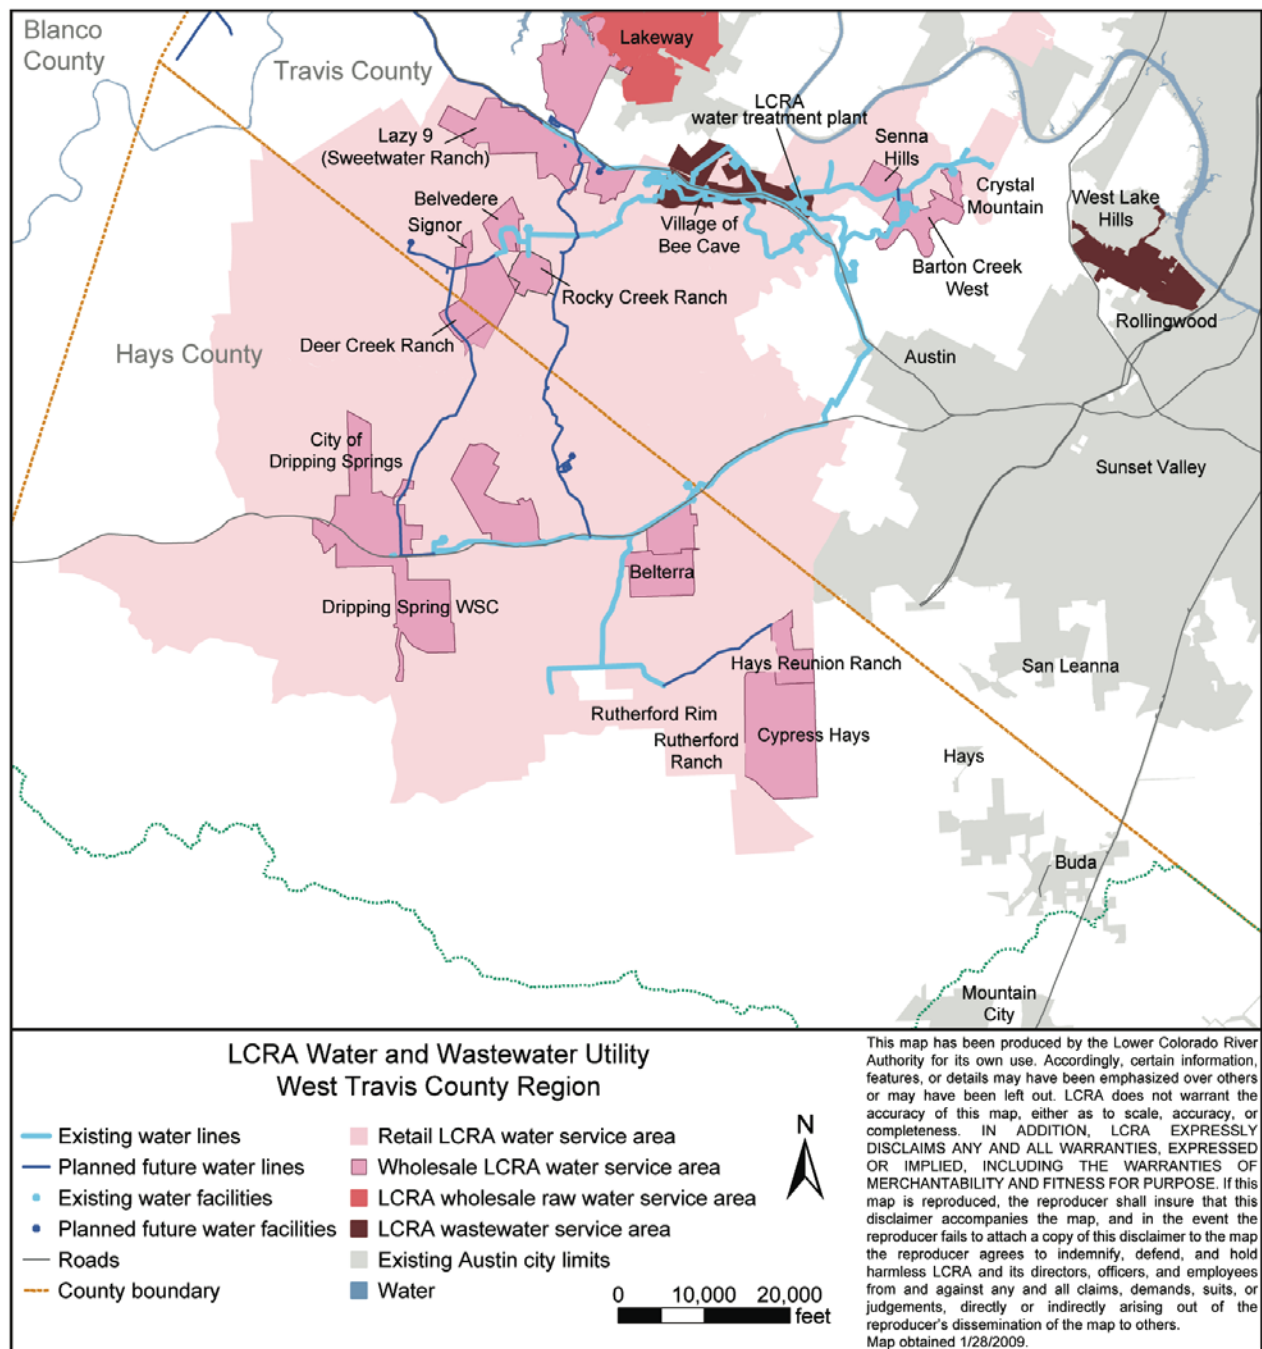 Blanco
County
Travis County
Lakeway
LCRA
water treatment plant
Lazy 9
(Sweetwater Ranch)
Senna
Hills
Crystal
Mountain
Belvedere
Signor
Village of
Bee Cave
West Lake
Hills
Barton Creek
West
Rocky Creek Ranch
Rollingwood
Deer Creek Ranch
Hays County
Austin
City of
Dripping Springs
Sunset Valley
Belterra
Dripping Spring WSC
Hays Reunion Ranch
San Leanna
Rutherford Rim
Rutherford
Ranch
Cypress Hays
Hays
Buda
Mountain
City
LCRA Water and Wastewater Utility
West Travis County Region
Existing water lines
Planned future water lines
Existing water facilities
Planned future water facilities
Roads
County boundary
Retail LCRA water service area
Wholesale LCRA water service area
LCRA wholesale raw water service area
LCRA wastewater service area
Existing Austin city limits
Water
N
0 10,000 20,000
feet
This map has been produced by the Lower Colorado River
Authority for its own use. Accordingly, certain information,
features, or details may have been emphasized over others
or may have been left out. LCRA does not warrant the
accuracy of this map, either as to scale, accuracy, or
completeness. IN ADDITION, LCRA EXPRESSLY
DISCLAIMS ANY AND ALL WARRANTIES, EXPRESSED
OR IMPLIED, INCLUDING THE WARRANTIES OF
MERCHANTABILITY AND FITNESS FOR PURPOSE. If this
map is reproduced, the reproducer shall insure that this
disclaimer accompanies the map, and in the event the
reproducer fails to attach a copy of this disclaimer to the map
the reproducer agrees to indemnify, defend, and hold
harmless LCRA and its directors, officers, and employees
from and against any and all claims, demands, suits, or
judgements, directly or indirectly arising out of the
reproducer's dissemination of the map to others.
Map obtained 1/28/2009.